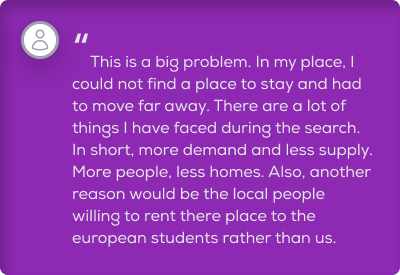 “
This is a big problem. In my place, I
could not find a place to stay and had
to move far away. There are a lot of
things I have faced during the search.
In short, more demand and less supply.
More people, less homes. Also, another
reason would be the local people
willing to rent there place to the
european students rather than us.